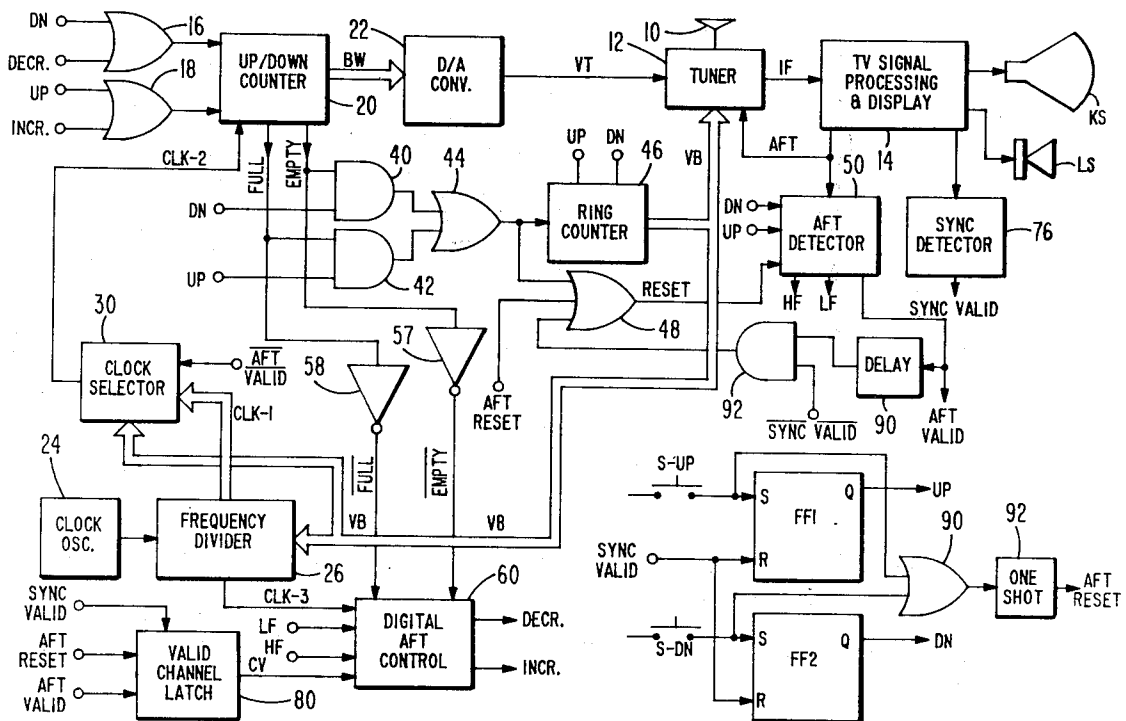 DN
DECR.
UP
INCR.
16
18
UP/DOWN
COUNTER
20
BW
22
D/A
CONV.
VT
10
12
TUNER
IF
TV SIGNAL
PROCESSING
& DISPLAY
14
KS
LS
AFT
CLK-2
FULL
EMPTY
DN
UP
40
42
44
UP
DN
46
RING
COUNTER
VB
DN
UP
50
AFT
DETECTOR
HF
LF
SYNC
DETECTOR
76
SYNC VALID
RESET
48
30
CLOCK
SELECTOR
AFT
VALID
CLK-1
57
58
AFT
RESET
92
SYNC VALID
DELAY
90
AFT
VALID
24
CLOCK
OSC.
FREQUENCY
DIVIDER
26
VB
FULL
EMPTY
VB
CLK-3
LF
HF
60
DIGITAL
AFT
CONTROL
DECR.
INCR.
SYNC
VALID
AFT
RESET
AFT
VALID
VALID
CHANNEL
LATCH
80
CV
S-UP
S
Q
UP
FF1
SYNC
VALID
R
90
92
ONE
SHOT
AFT
RESET
S-DN
S
Q
DN
FF2
R